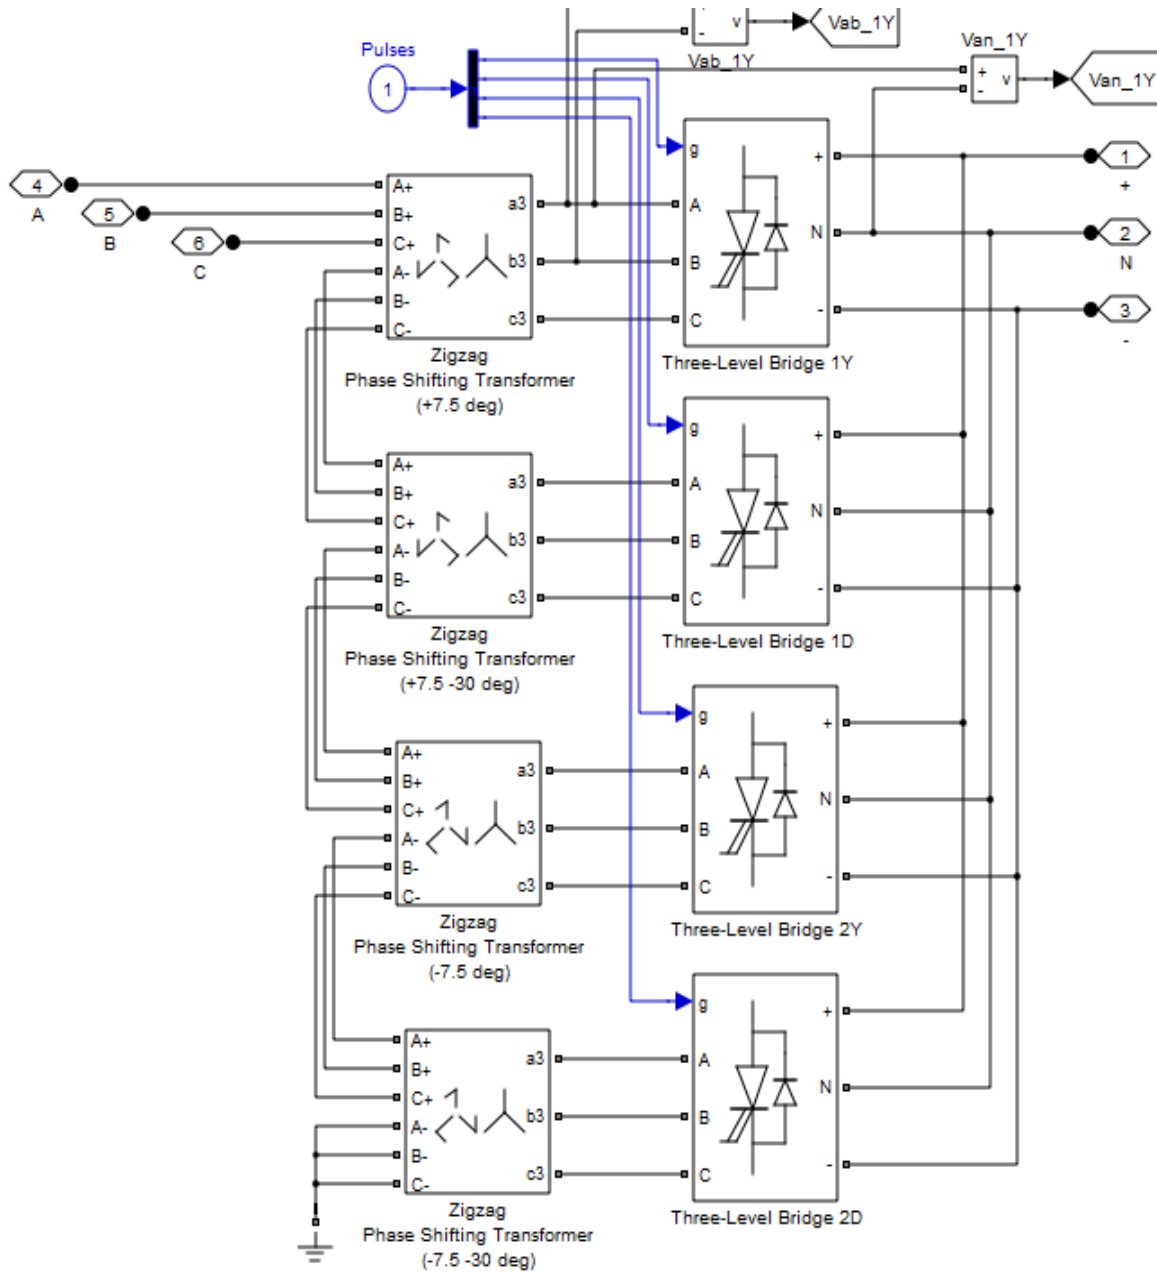 Vab_1Y
Vab_1Y
Van_1Y
Van_1Y
Pulses
1
+
-
v
-
v
4
A
5
B
6
C
A+
B+
C+
A-
B-
C-
a3
b3
c3
Zigzag
Phase Shifting Transformer
(+7.5 deg)
g
A
B
C
+
N
-
Three-Level Bridge 1Y
1
+
2
N
3
-
A+
B+
C+
A-
B-
C-
a3
b3
c3
Zigzag
Phase Shifting Transformer
(+7.5 -30 deg)
g
A
B
C
+
N
-
Three-Level Bridge 1D
A+
B+
C+
A-
B-
C-
a3
b3
c3
Zigzag
Phase Shifting Transformer
(-7.5 deg)
g
A
B
C
+
N
-
Three-Level Bridge 2Y
A+
B+
C+
A-
B-
C-
a3
b3
c3
Zigzag
Phase Shifting Transformer
(-7.5 -30 deg)
g
A
B
C
+
N
-
Three-Level Bridge 2D